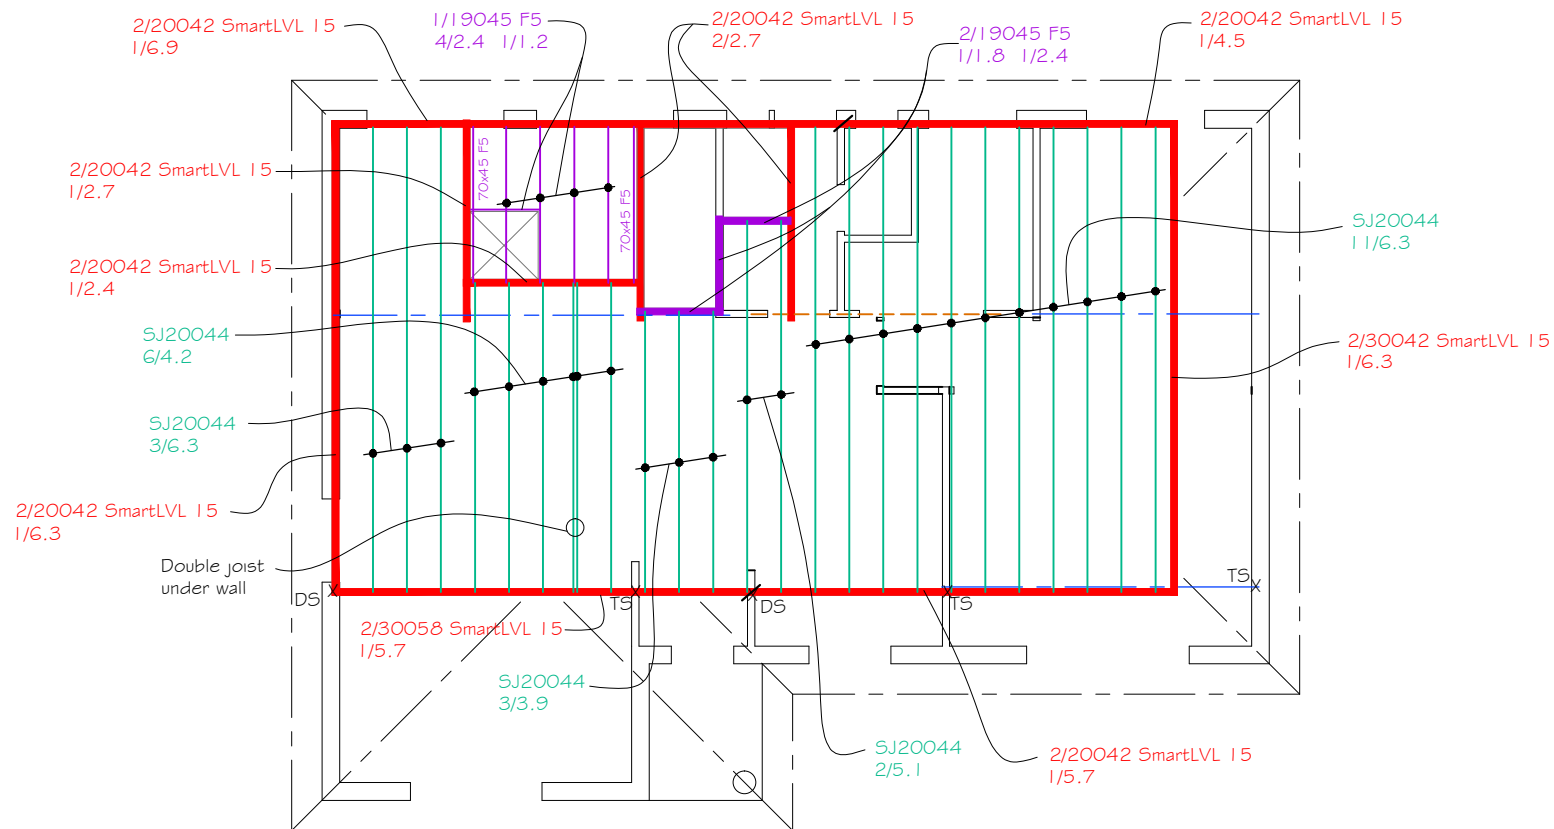 2/20042 SmartLVL 15
1/6.9
1/19045 F5
4/2.4 1/1.2
2/20042 SmartLVL 15
2/2.7
2/19045 F5
1/1.8 1/2.4
2/20042 SmartLVL 15
1/4.5
2/20042 SmartLVL 15
1/2.7
70x45 F5
70x45 F5
SJ20044
11/6.3
2/20042 SmartLVL 15
1/2.4
SJ20044
6/4.2
2/30042 SmartLVL 15
1/6.3
SJ20044
3/6.3
2/20042 SmartLVL 15
1/6.3
Double joist
under wall
DS
TS
DS
TS
TS
2/30058 SmartLVL 15
1/5.7
SJ20044
3/3.9
SJ20044
2/5.1
2/20042 SmartLVL 15
1/5.7